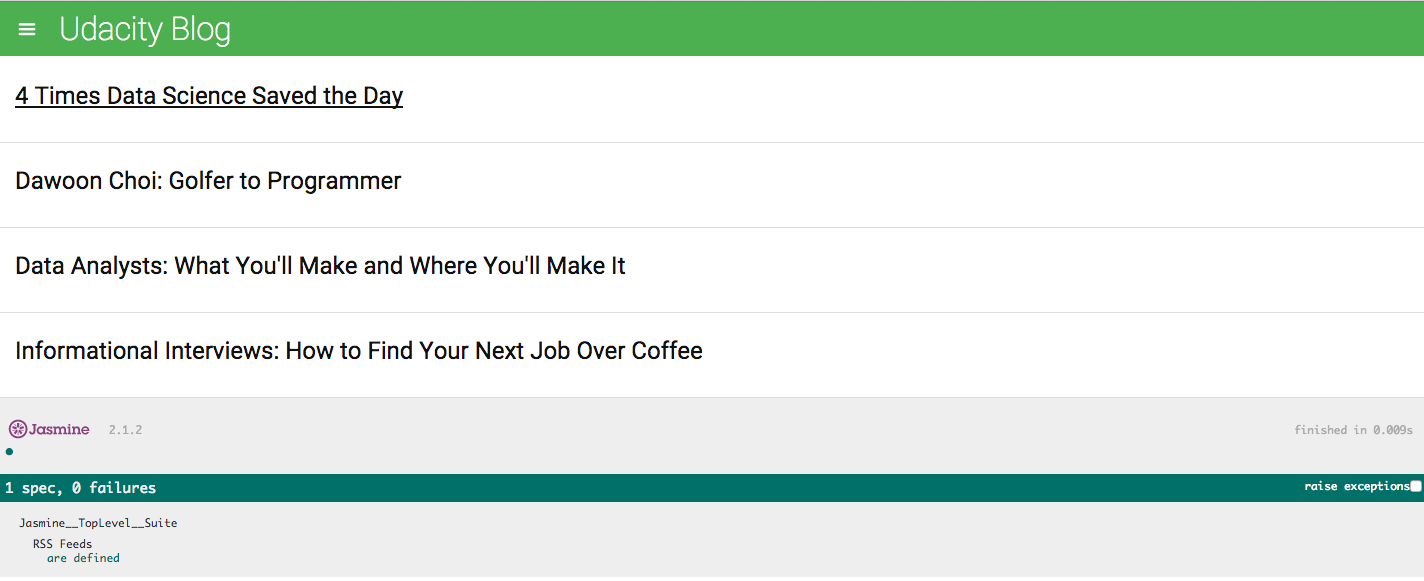 Udacity Blog
4 Times Data Science Saved the Day
Dawoon Choi: Golfer to Programmer
Data Analysts: What You'll Make and Where You'll Make It
Informational Interviews: How to Find Your Next Job Over Coffee
Jasmine 2.1.2 finished in 0.009s
1 spec, 0 failures raise exceptions
Jasmine__TopLevel__Suite
RSS Feeds
are defined